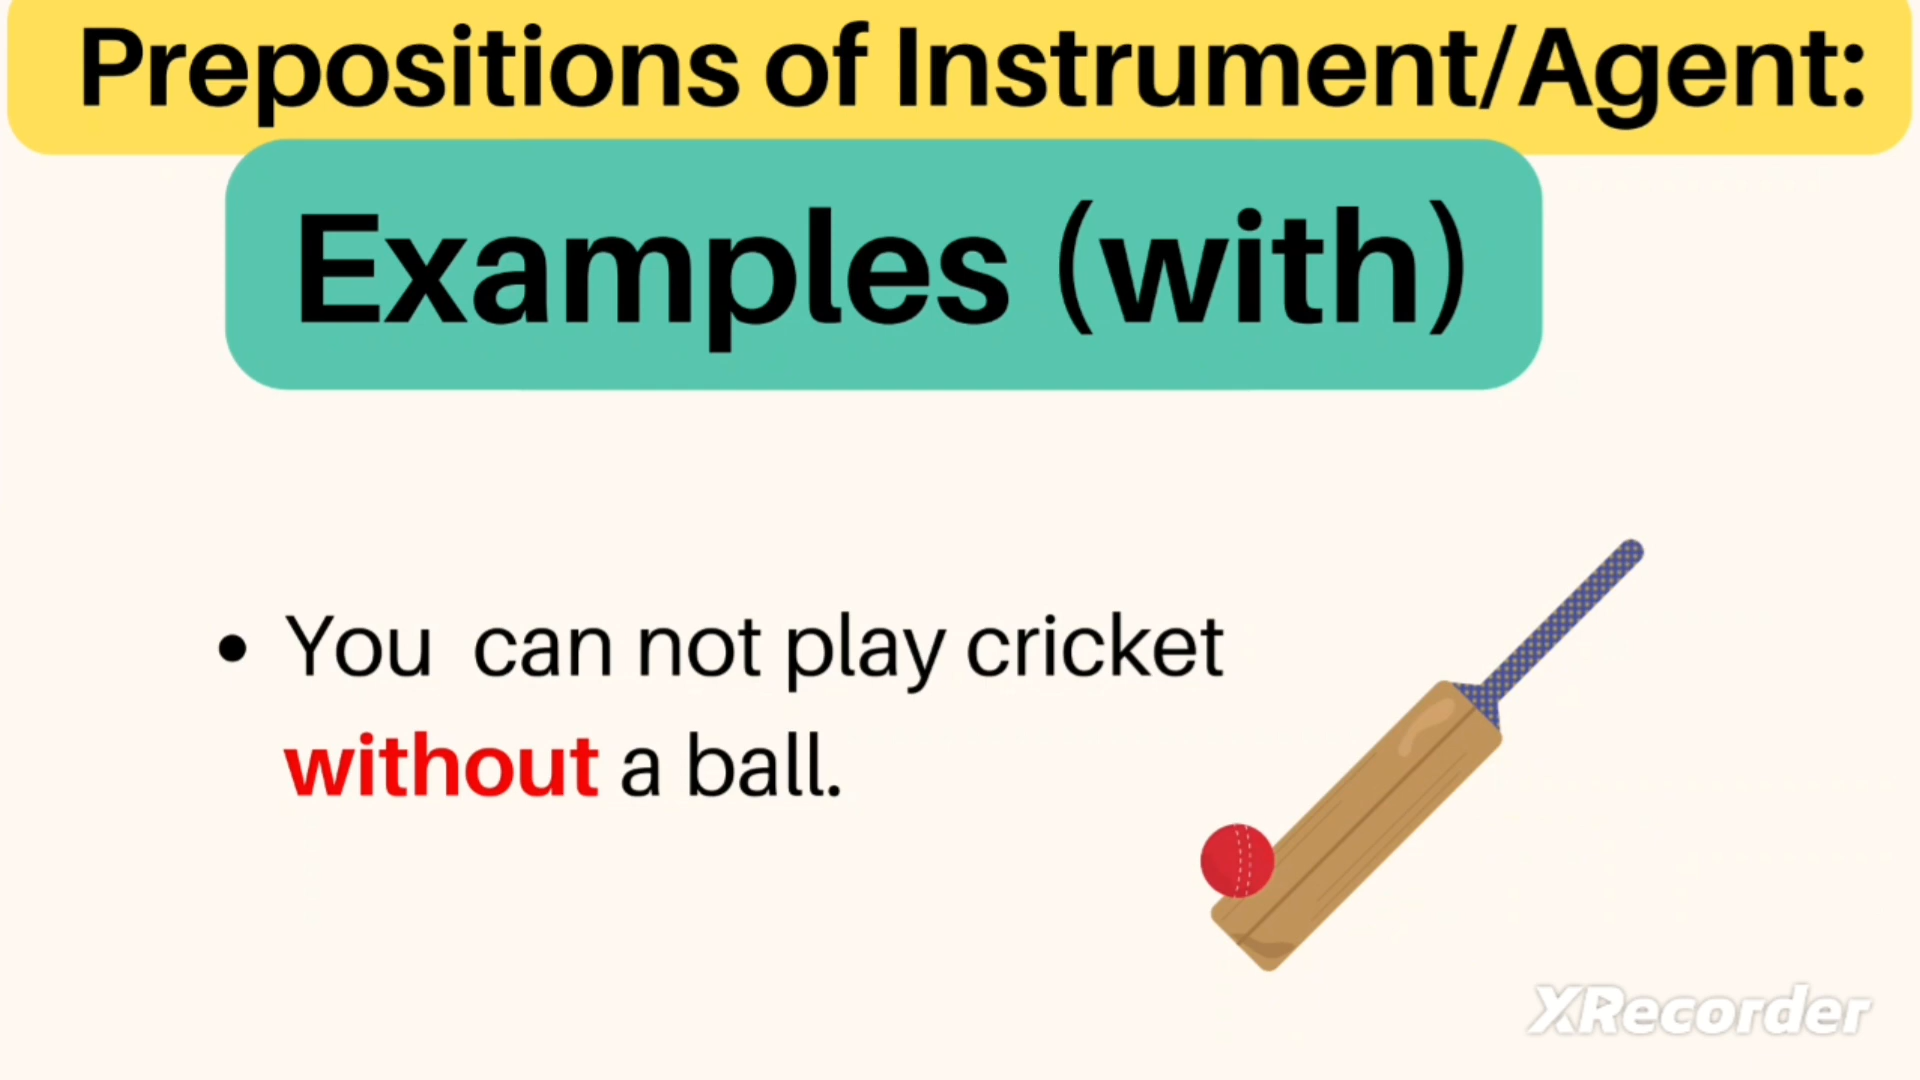 Prepositions of Instrument/Agent:
Examples (with)
• You  can not play cricket
without a ball.
XRecorder